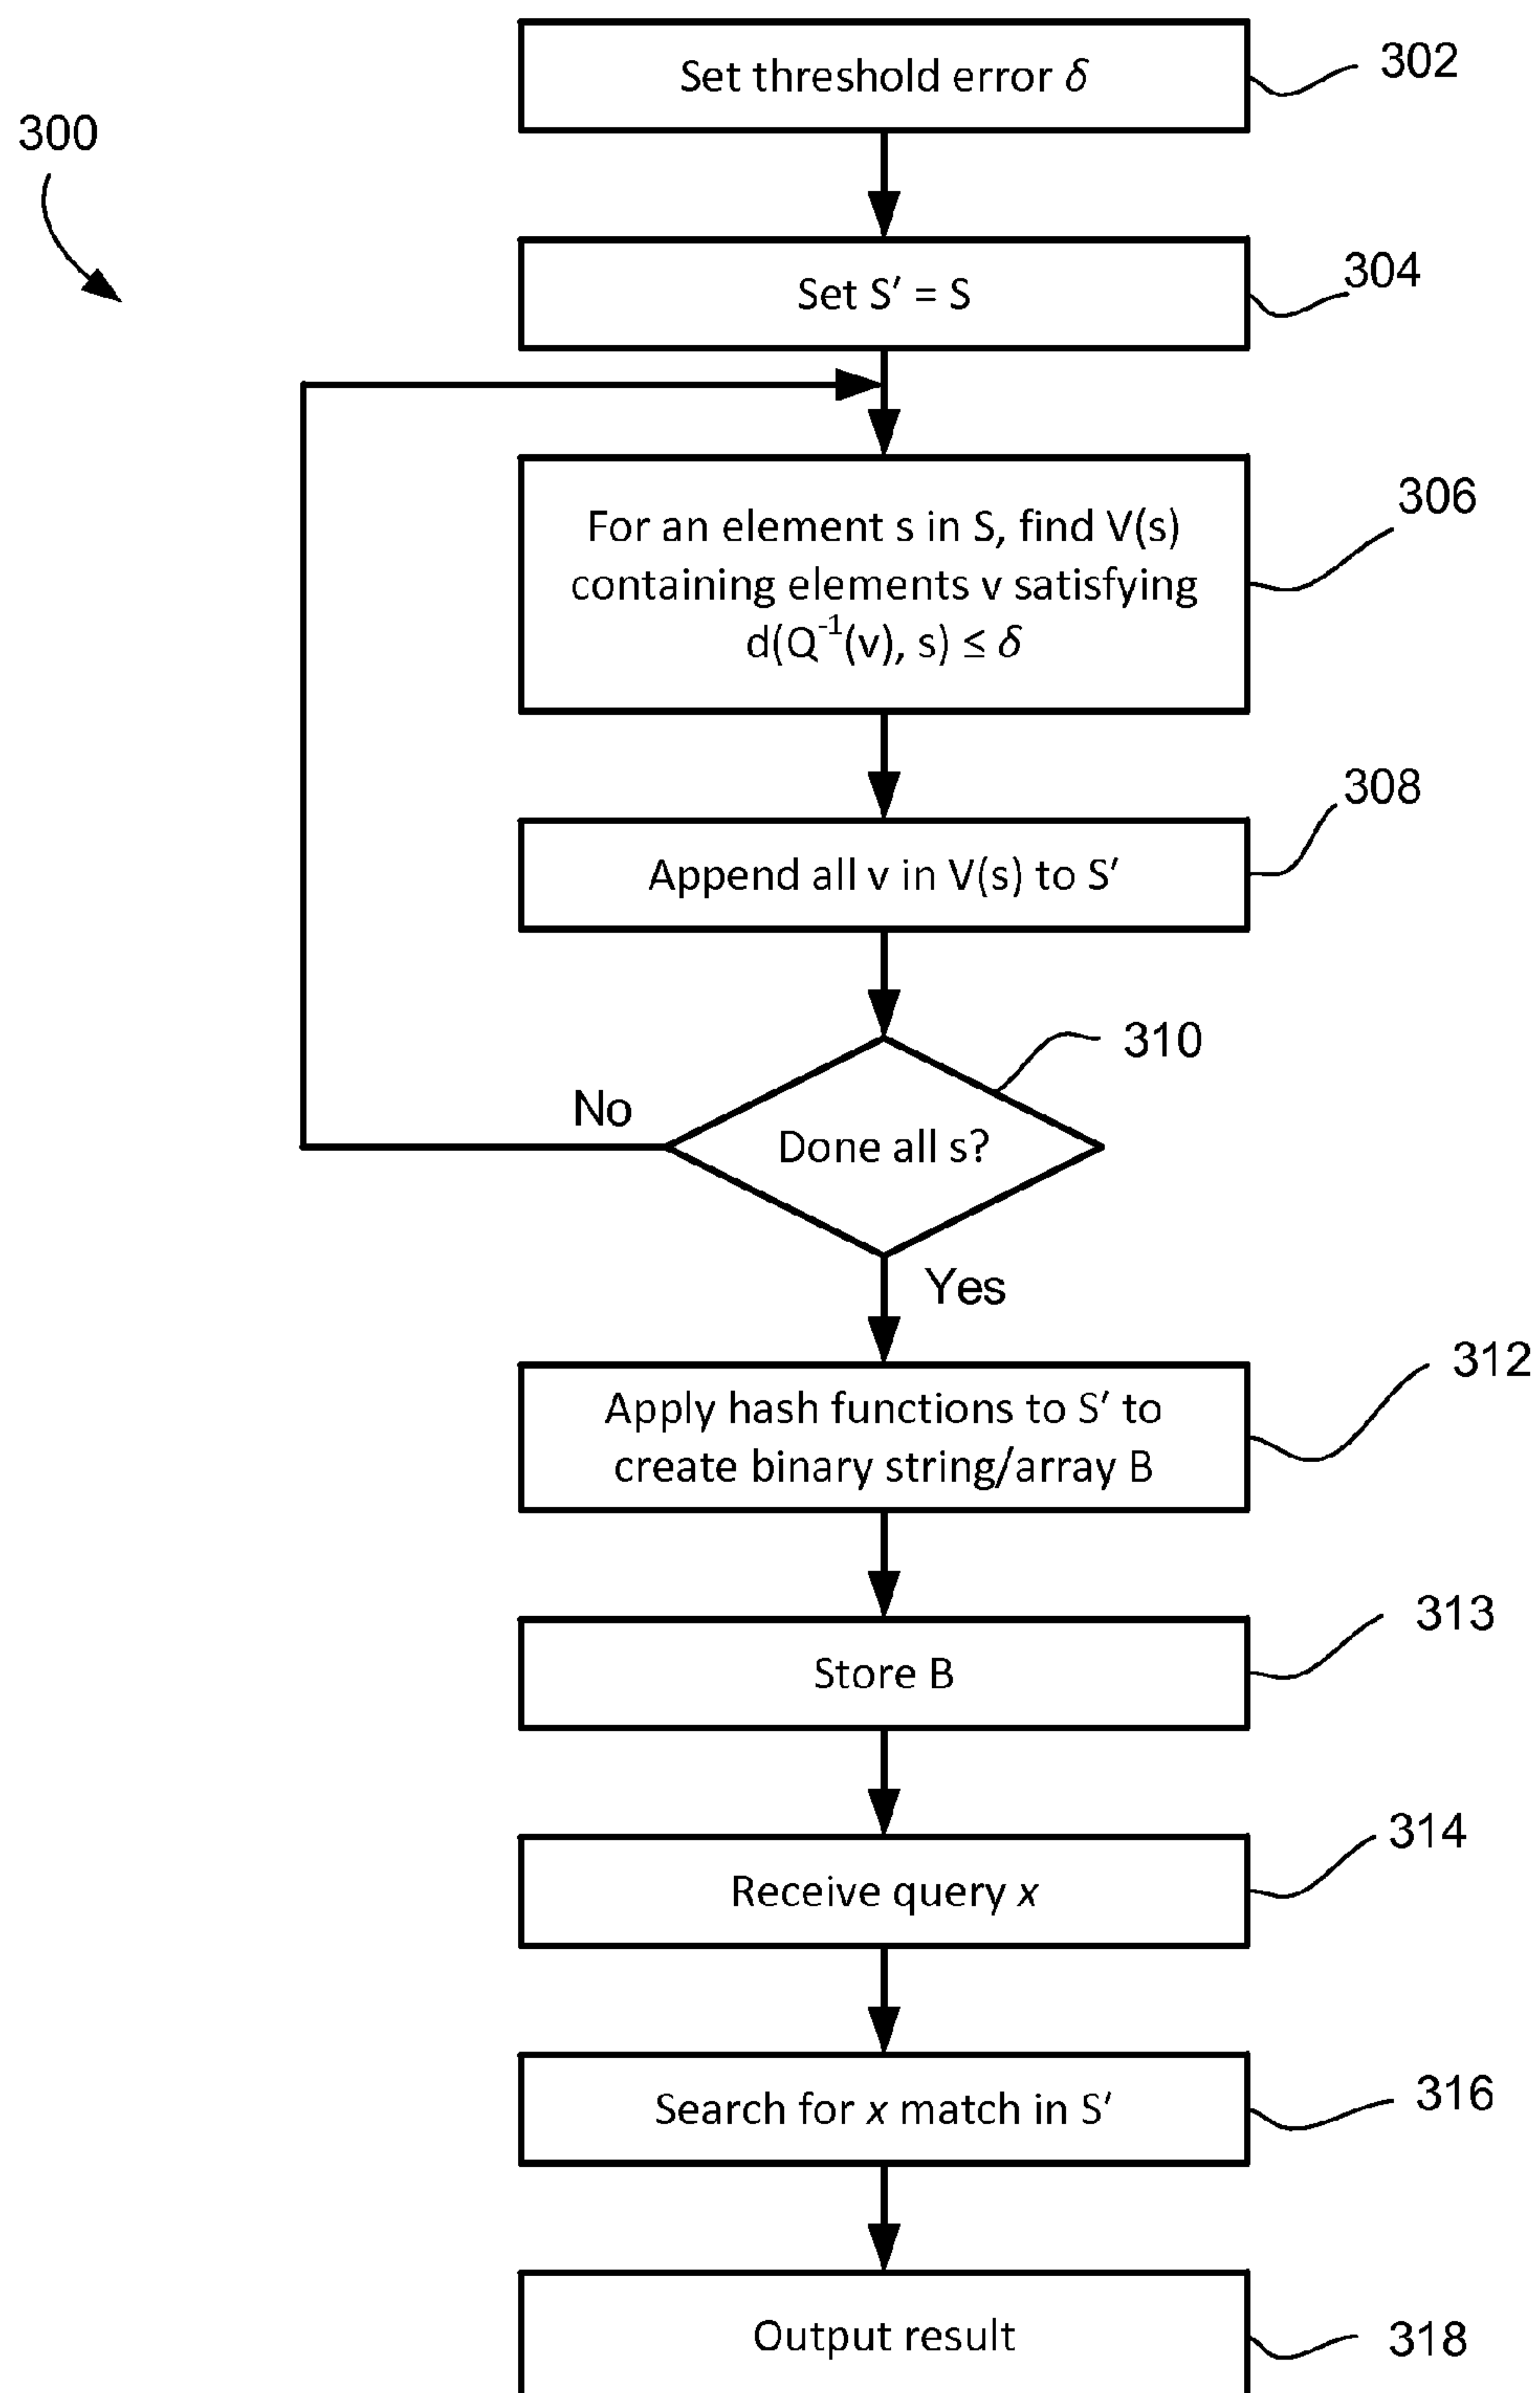 Set threshold error δ
302
300
Set S′ = S
304
For an element s in S, find V(s)
containing elements v satisfying
d(Q⁻¹(v), s) ≤ δ
306
Append all v in V(s) to S′
308
310
No
Done all s?
Yes
Apply hash functions to S′ to
create binary string/array B
312
Store B
313
Receive query x
314
Search for x match in S′
316
Output result
318